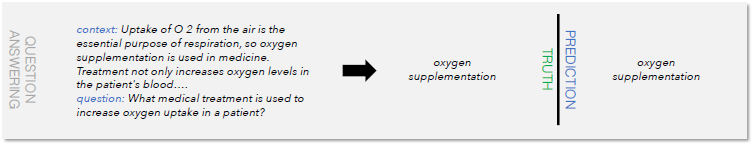 QUESTION
ANSWERING
context: Uptake of O 2 from the air is the
essential purpose of respiration, so oxygen
supplementation is used in medicine.
Treatment not only increases oxygen levels in
the patient's blood….
question: What medical treatment is used to
increase oxygen uptake in a patient?
oxygen
supplementation
TRUTH
PREDICTION
oxygen
supplementation